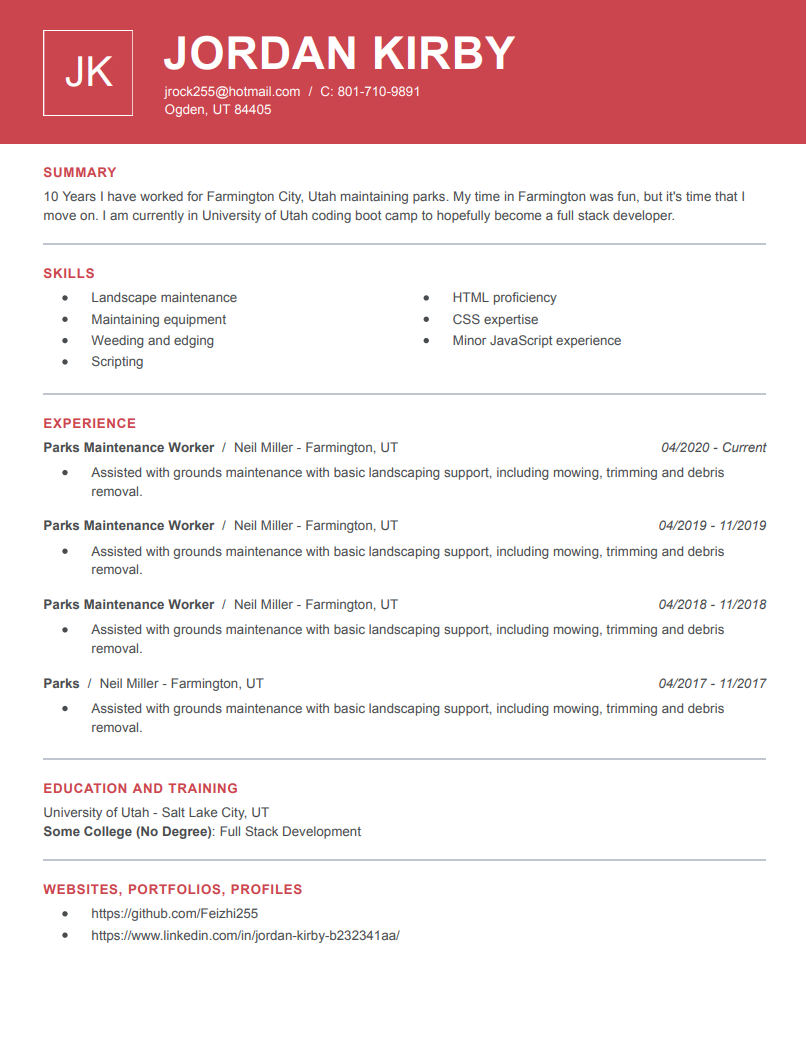 JK
JORDAN KIRBY
jrock255@hotmail.com / C: 801-710-9891
Ogden, UT 84405
SUMMARY
10 Years I have worked for Farmington City, Utah maintaining parks. My time in Farmington was fun, but it's time that I
move on. I am currently in University of Utah coding boot camp to hopefully become a full stack developer.
SKILLS
• Landscape maintenance
• Maintaining equipment
• Weeding and edging
• Scripting
• HTML proficiency
• CSS expertise
• Minor JavaScript experience
EXPERIENCE
Parks Maintenance Worker / Neil Miller - Farmington, UT 04/2020 - Current
• Assisted with grounds maintenance with basic landscaping support, including mowing, trimming and debris
removal.
Parks Maintenance Worker / Neil Miller - Farmington, UT 04/2019 - 11/2019
• Assisted with grounds maintenance with basic landscaping support, including mowing, trimming and debris
removal.
Parks Maintenance Worker / Neil Miller - Farmington, UT 04/2018 - 11/2018
• Assisted with grounds maintenance with basic landscaping support, including mowing, trimming and debris
removal.
Parks / Neil Miller - Farmington, UT 04/2017 - 11/2017
• Assisted with grounds maintenance with basic landscaping support, including mowing, trimming and debris
removal.
EDUCATION AND TRAINING
University of Utah - Salt Lake City, UT
Some College (No Degree): Full Stack Development
WEBSITES, PORTFOLIOS, PROFILES
• https://github.com/Feizhi255
• https://www.linkedin.com/in/jordan-kirby-b232341aa/